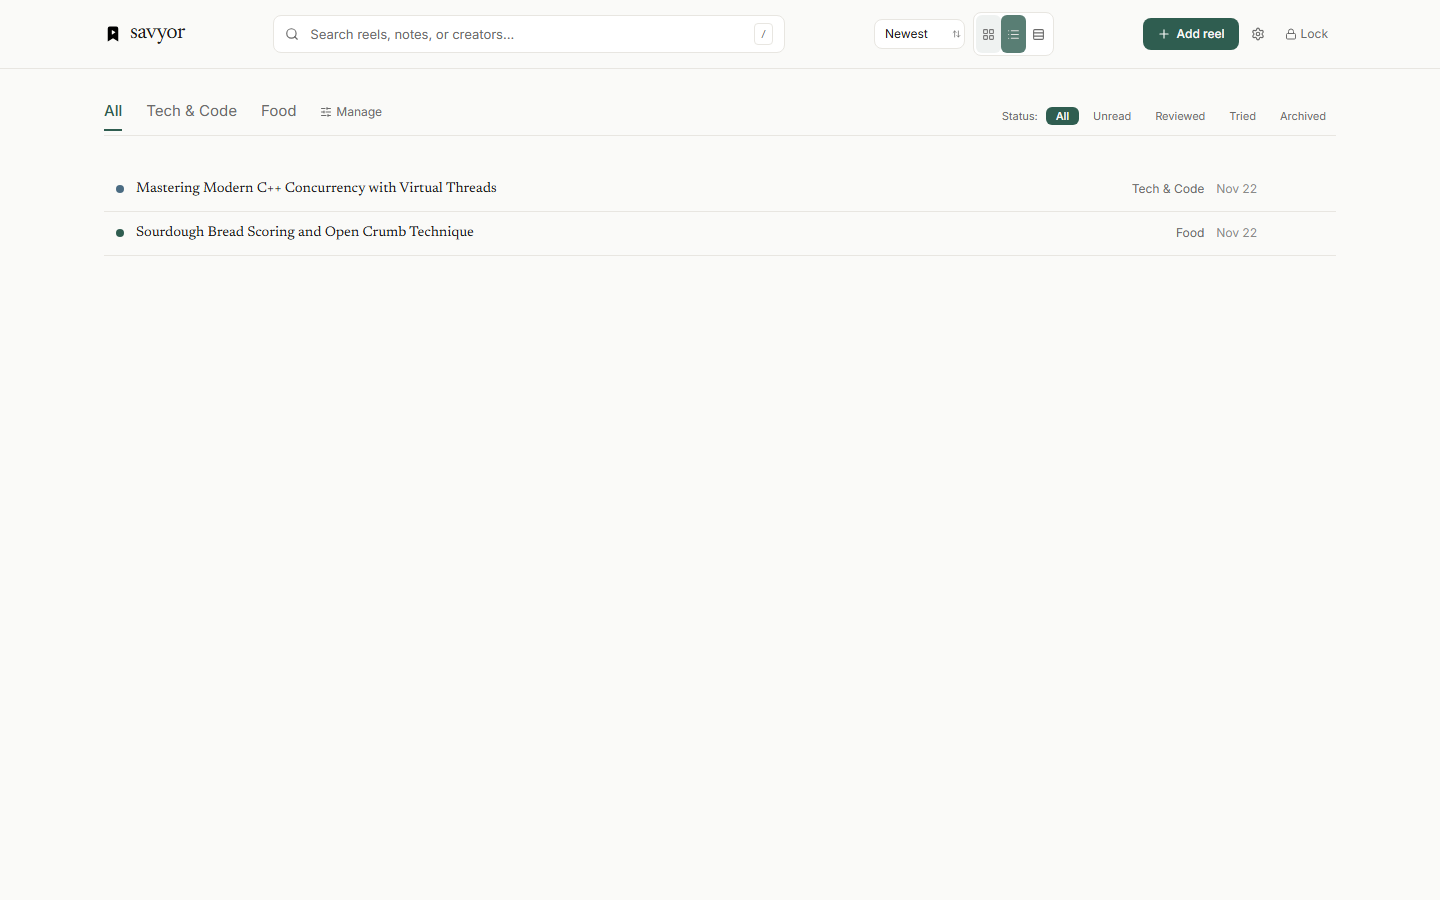 savyor
Search reels, notes, or creators...
/
Newest
Add reel
Lock
All
Tech & Code
Food
Manage
Status:
All
Unread
Reviewed
Tried
Archived
Mastering Modern C++ Concurrency with Virtual Threads
Tech & Code
Nov 22
Sourdough Bread Scoring and Open Crumb Technique
Food
Nov 22